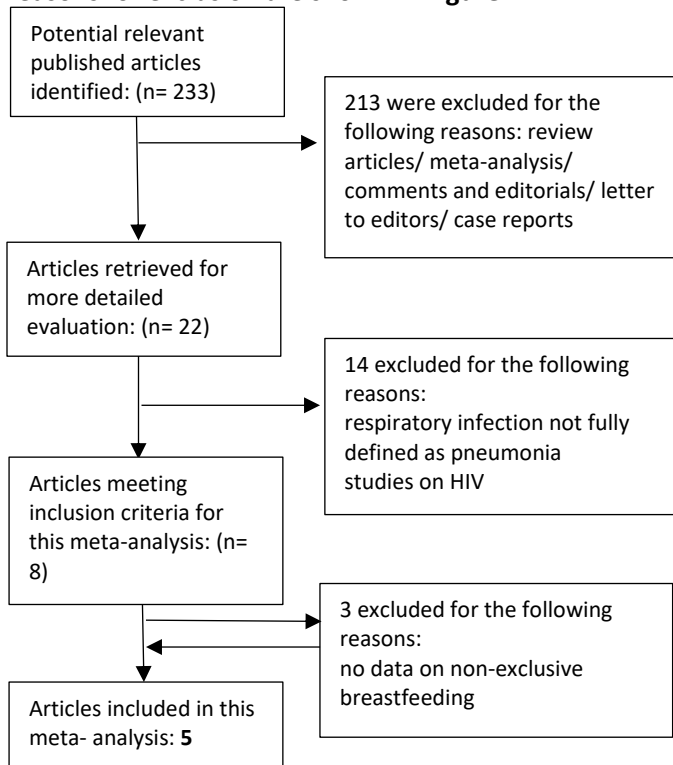 Potential relevant
published articles
identified: (n= 233)
213 were excluded for the
following reasons: review
articles/ meta-analysis/
comments and editorials/ letter
to editors/ case reports
Articles retrieved for
more detailed
evaluation: (n= 22)
14 excluded for the following
reasons:
respiratory infection not fully
defined as pneumonia
studies on HIV
Articles meeting
inclusion criteria for
this meta-analysis: (n=
8)
3 excluded for the following
reasons:
no data on non-exclusive
breastfeeding
Articles included in this
meta- analysis: 5